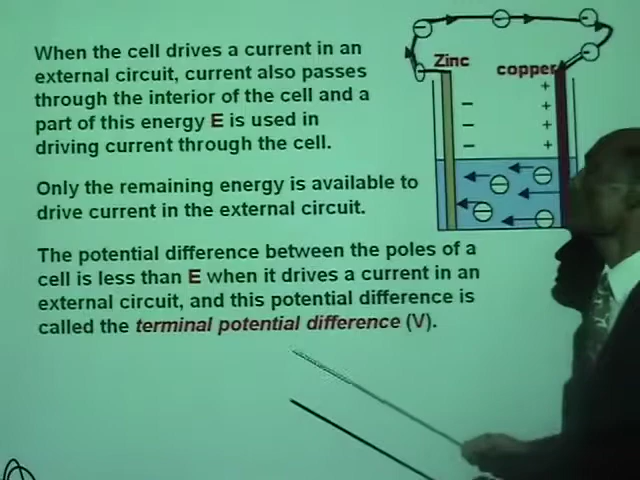 When the cell drives a current in an
external circuit, current also passes
through the interior of the cell and a
part of this energy E is used in
driving current through the cell.
Only the remaining energy is available to
drive current in the external circuit.
The potential difference between the poles of a
cell is less than E when it drives a current in an
external circuit, and this potential difference is
called the terminal potential difference (V).
Zinc
copper